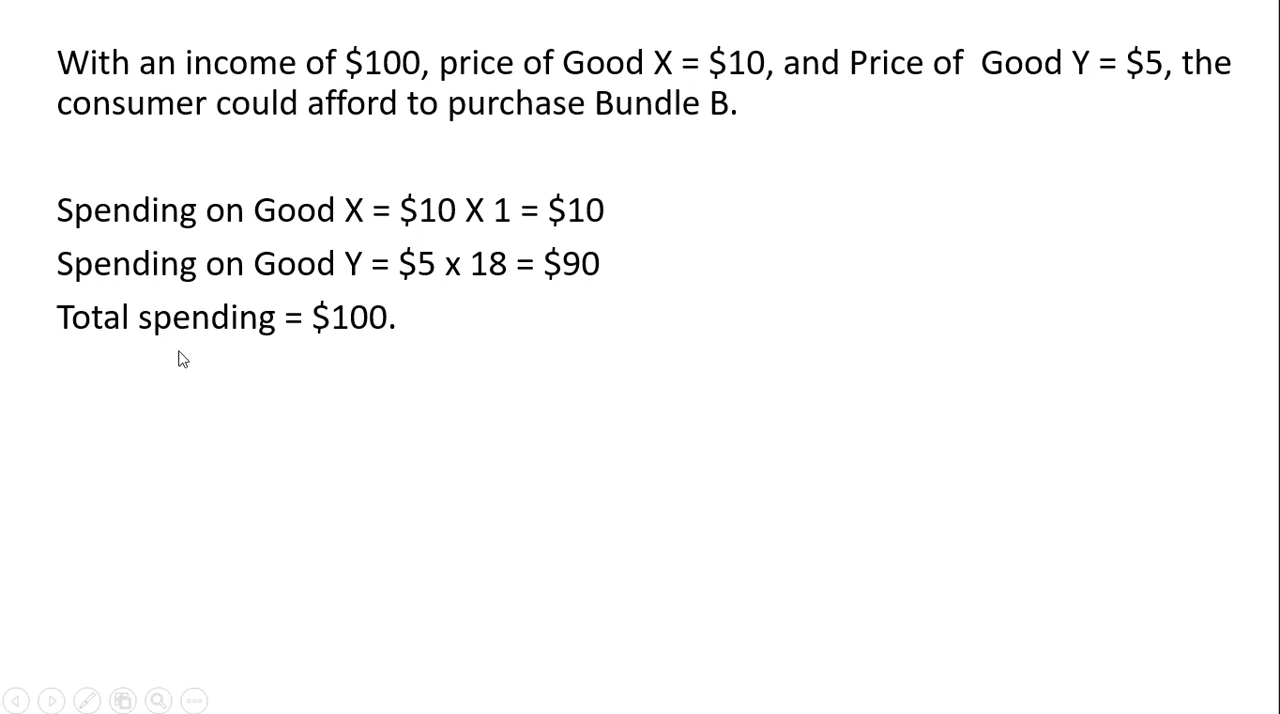 With an income of $100, price of Good X = $10, and Price of  Good Y = $5, the
consumer could afford to purchase Bundle B.
Spending on Good X = $10 X 1 = $10
Spending on Good Y = $5 x 18 = $90
Total spending = $100.